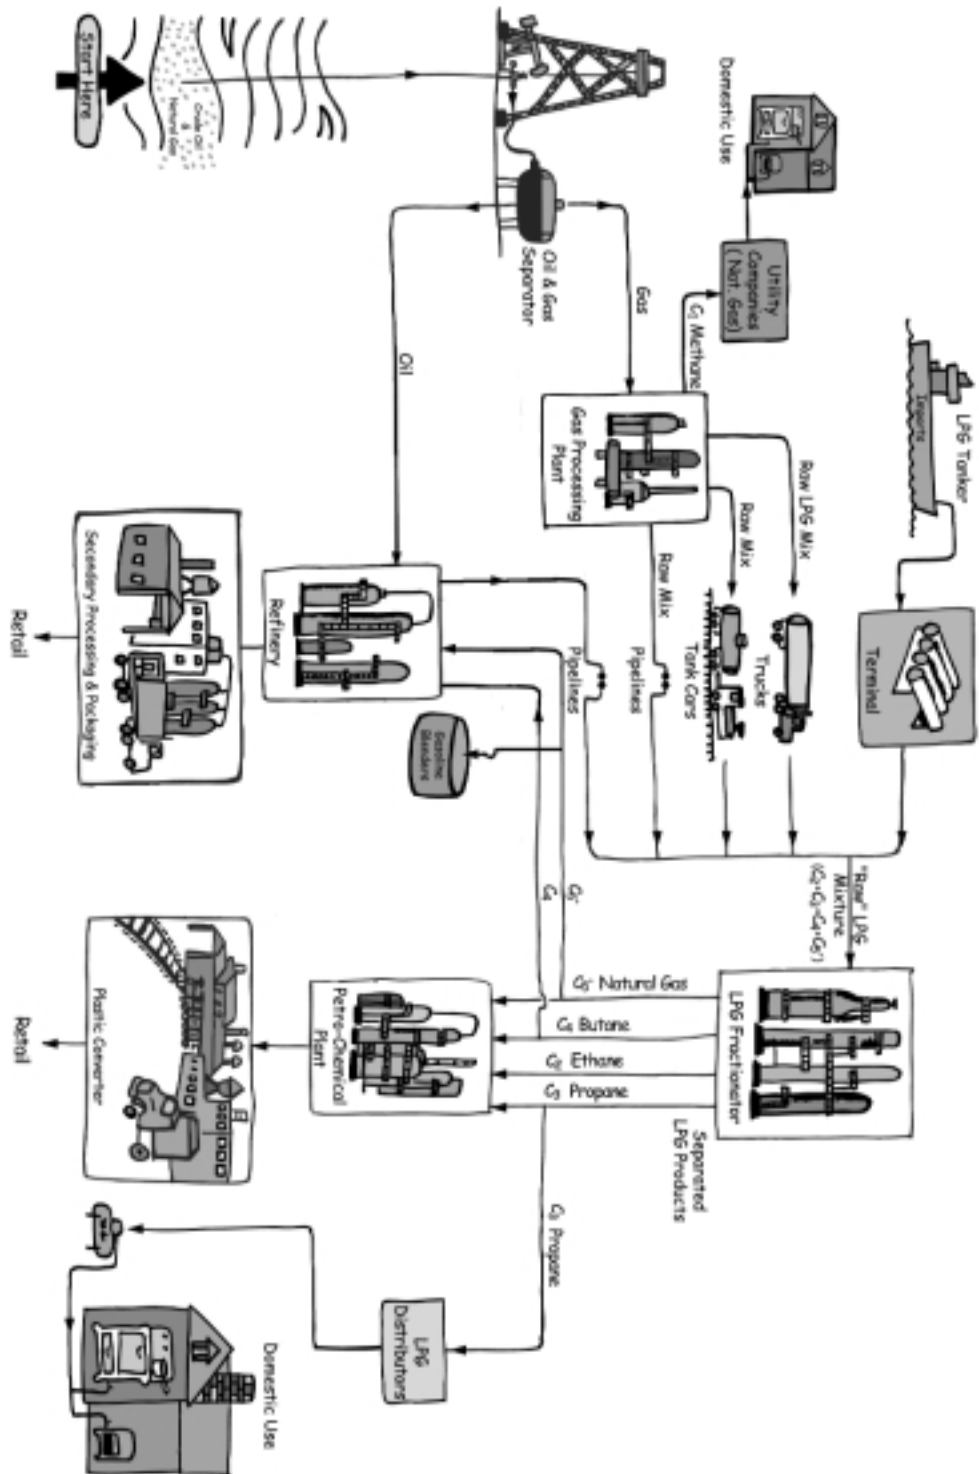 Start Here
Crude Oil
&
Natural Gas
Oil & Gas
Separator
Gas
Oil
Domestic Use
Utility
Companies
(Nat. Gas)
C₁ Methane
Gas Processing
Plant
Raw LPG Mix
Raw Mix
Raw Mix
Trucks
Tank Cars
Pipelines
Pipelines
LPG Tanker
Imports
Terminal
Refinery
Secondary Processing & Packaging
Retail
Gasoline
Blenders
"Raw" LPG
Mixture
(C₂+C₃+C₄+C₅⁺)
C₅⁺
C₄
LPG Fractionator
Separated
LPG Products
C₅⁺ Natural Gas
C₄ Butane
C₂ Ethane
C₃ Propane
Petro-Chemical
Plant
Plastic Converter
Retail
C₃ Propane
LPG
Distributors
Domestic Use